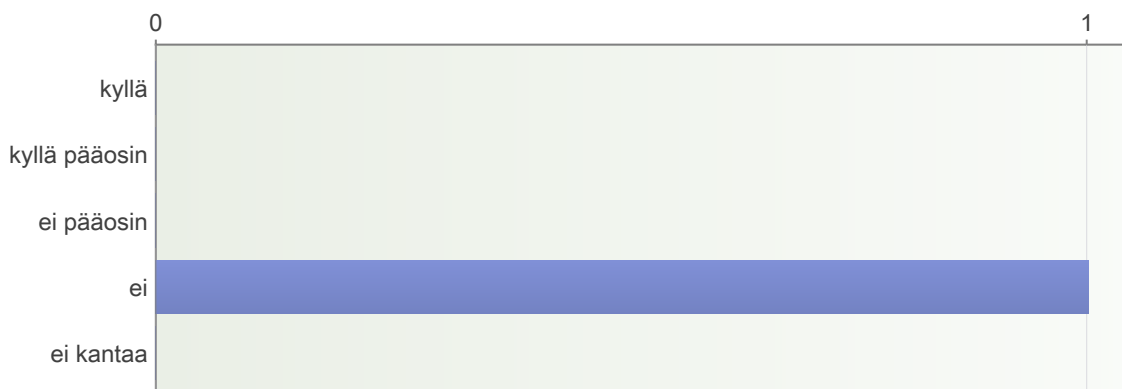 0 1
kyllä
kyllä pääosin
ei pääosin
ei
ei kantaa